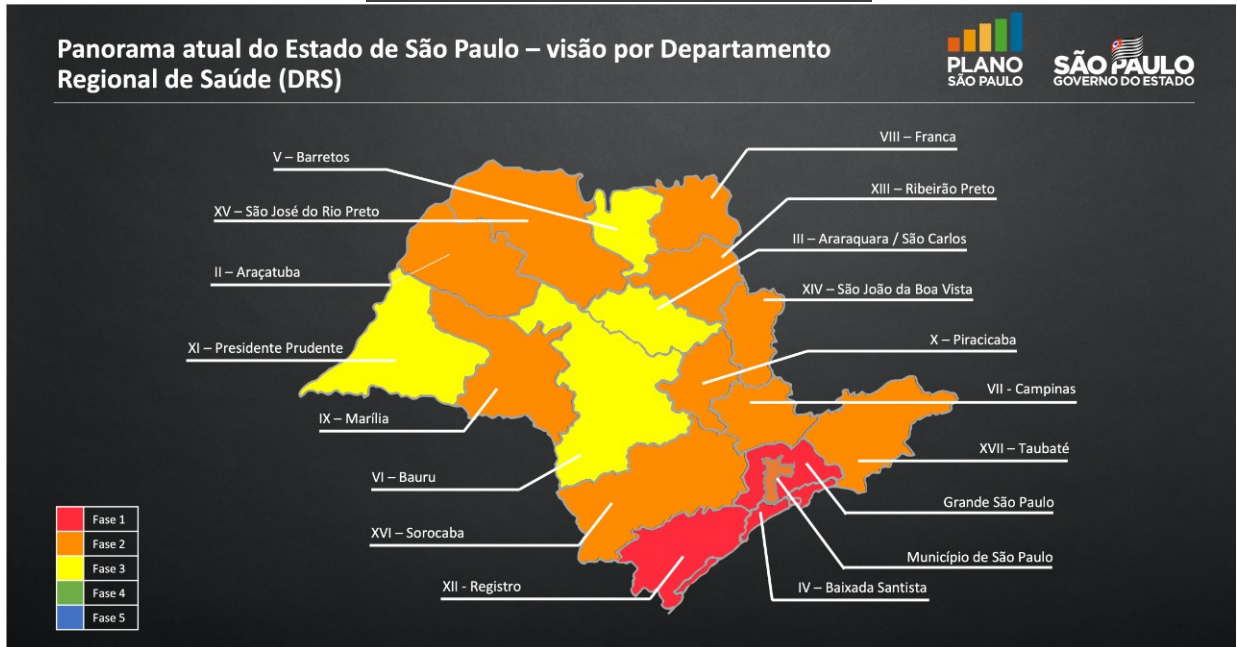 Panorama atual do Estado de São Paulo – visão por Departamento
Regional de Saúde (DRS)
PLANO
SÃO PAULO
SÃO PAULO
GOVERNO DO ESTADO
VIII – Franca
V – Barretos
XIII – Ribeirão Preto
XV – São José do Rio Preto
III – Araraquara / São Carlos
II – Araçatuba
XIV – São João da Boa Vista
XI – Presidente Prudente
X – Piracicaba
VII - Campinas
IX – Marília
XVII – Taubaté
VI – Bauru
Grande São Paulo
XVI – Sorocaba
Município de São Paulo
XII - Registro
IV – Baixada Santista
Fase 1
Fase 2
Fase 3
Fase 4
Fase 5